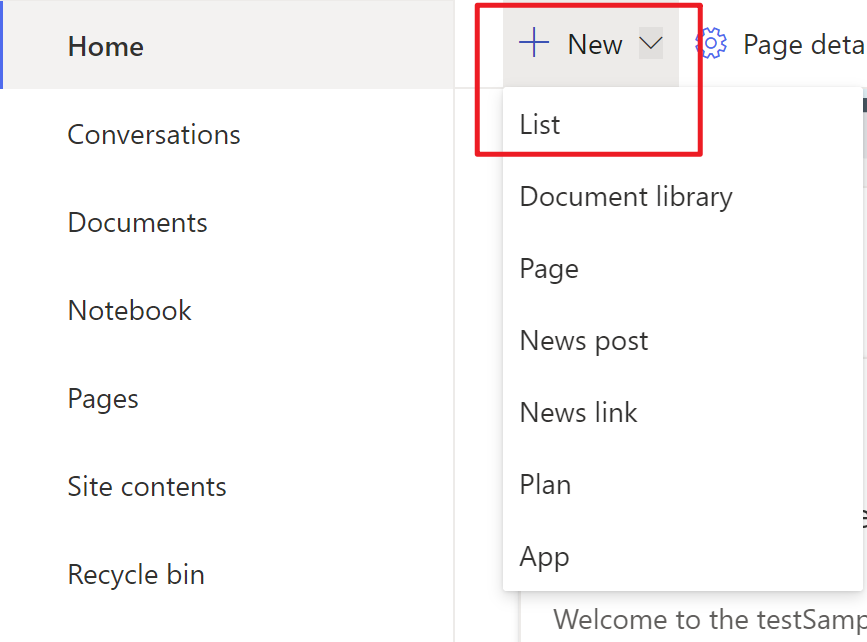 Home
Conversations
Documents
Notebook
Pages
Site contents
Recycle bin
New
Page deta
List
Document library
Page
News post
News link
Plan
App
Welcome to the testSamp